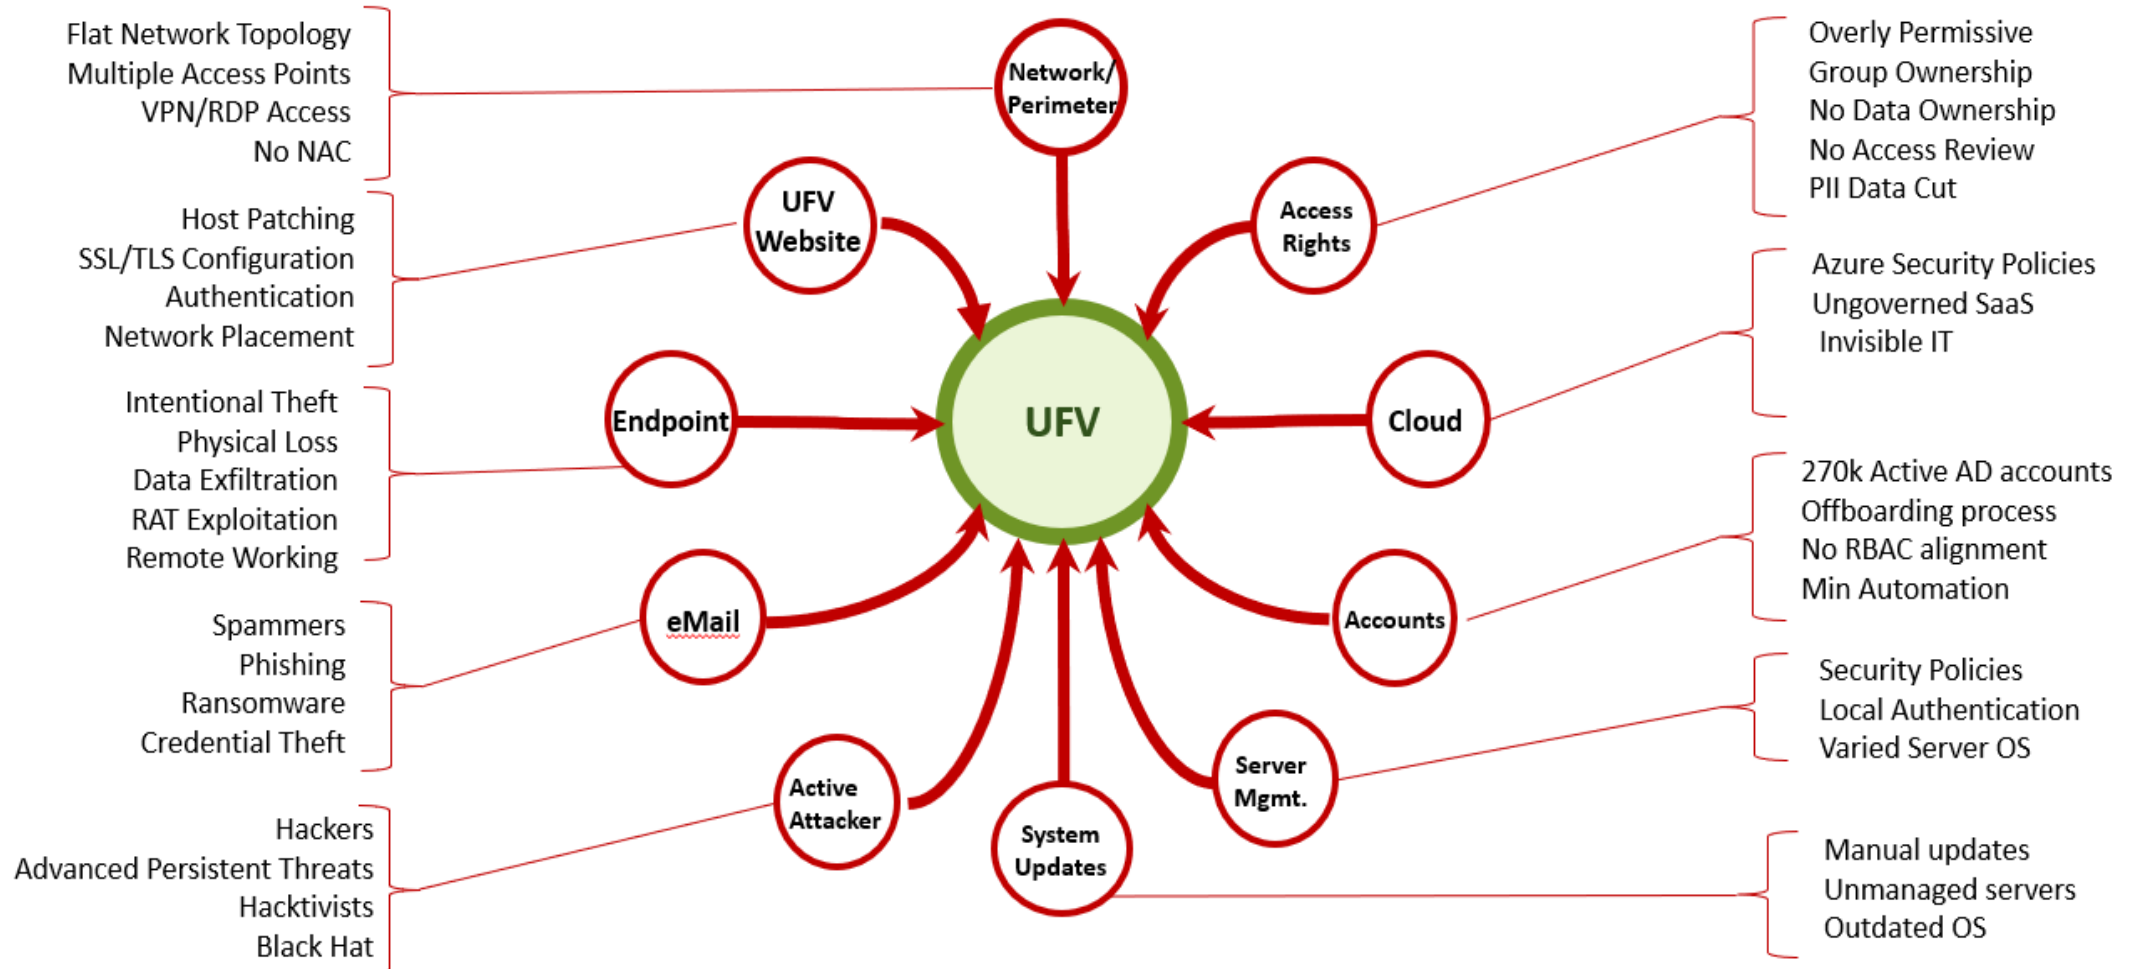 Flat Network Topology
Multiple Access Points
VPN/RDP Access
No NAC
Host Patching
SSL/TLS Configuration
Authentication
Network Placement
Intentional Theft
Physical Loss
Data Exfiltration
RAT Exploitation
Remote Working
Spammers
Phishing
Ransomware
Credential Theft
Hackers
Advanced Persistent Threats
Hacktivists
Black Hat
Network/
Perimeter
UFV
Website
Endpoint
eMail
Active
Attacker
System
Updates
UFV
Access
Rights
Cloud
Accounts
Server
Mgmt.
Overly Permissive
Group Ownership
No Data Ownership
No Access Review
PII Data Cut
Azure Security Policies
Ungoverned SaaS
Invisible IT
270k Active AD accounts
Offboarding process
No RBAC alignment
Min Automation
Security Policies
Local Authentication
Varied Server OS
Manual updates
Unmanaged servers
Outdated OS